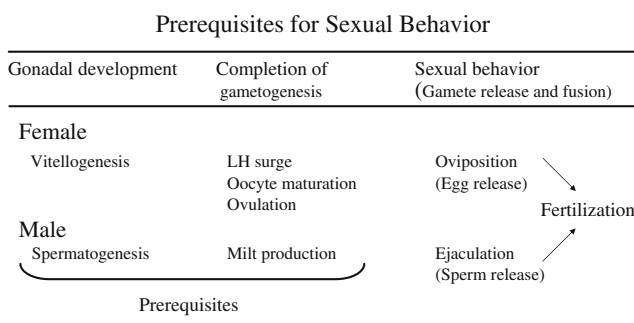 Prerequisites for Sexual Behavior
Gonadal development Completion of gametogenesis Sexual behavior (Gamete release and fusion)
Female
Vitellogenesis LH surge Oviposition
Oocyte maturation (Egg release)
Ovulation
Fertilization
Male
Spermatogenesis Milt production Ejaculation
(Sperm release)
Prerequisites